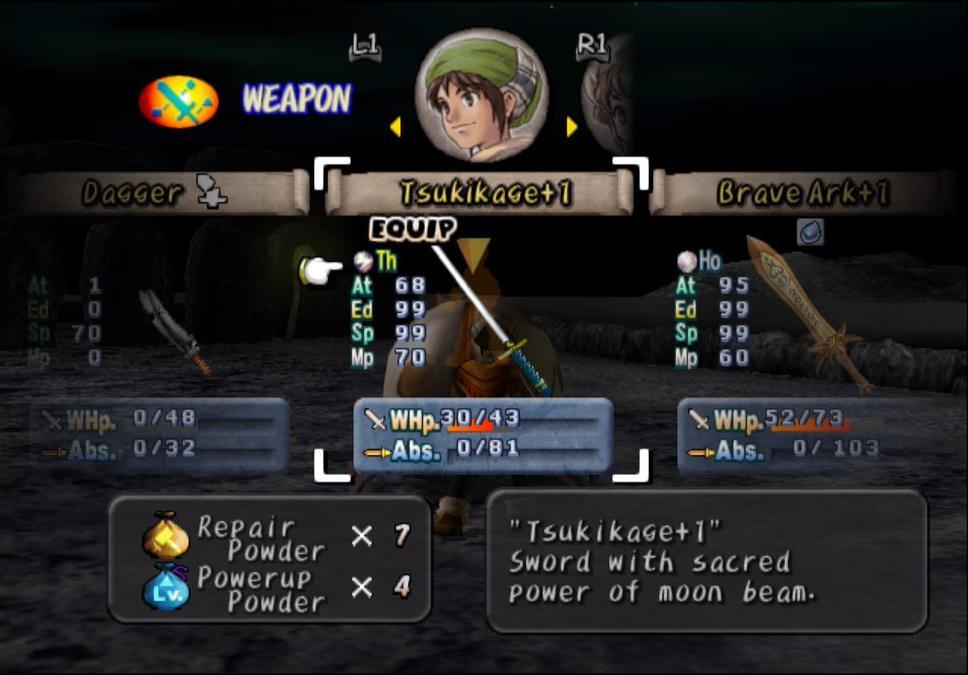 L1
R1
WEAPON
Dagger
Tsukikage+1
Brave Ark+1
EQUIP
At 1
Ed 0
Sp 70
Mp 0
Th
At 68
Ed 99
Sp 99
Mp 70
Ho
At 95
Ed 99
Sp 99
Mp 60
WHp. 0/48
Abs. 0/32
WHp. 30/43
Abs. 0/81
WHp. 52/73
Abs. 0/ 103
Repair
Powder × 7
Powerup
Powder × 4
Lv.
"Tsukikage+1"
Sword with sacred
power of moon beam.